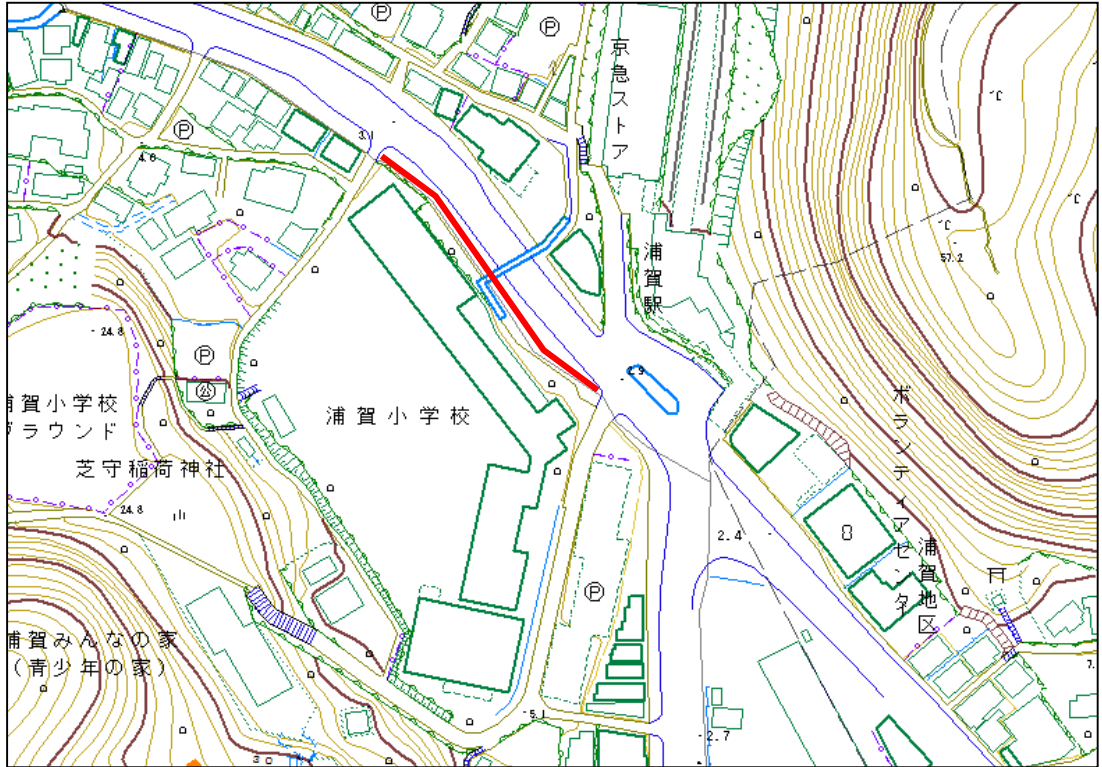 Ⓟ
Ⓟ
京急ストア
3.1
Ⓟ
4.6
浦賀駅
57.2
24.8
Ⓟ
2.9
公
浦賀小学校
グラウンド
浦賀小学校
ボランティアセンター
芝守稲荷神社
24.8
8
2.4
浦賀地区
Ⓟ
浦賀みんなの家
(青少年の家)
7.
5.1
2.7
30